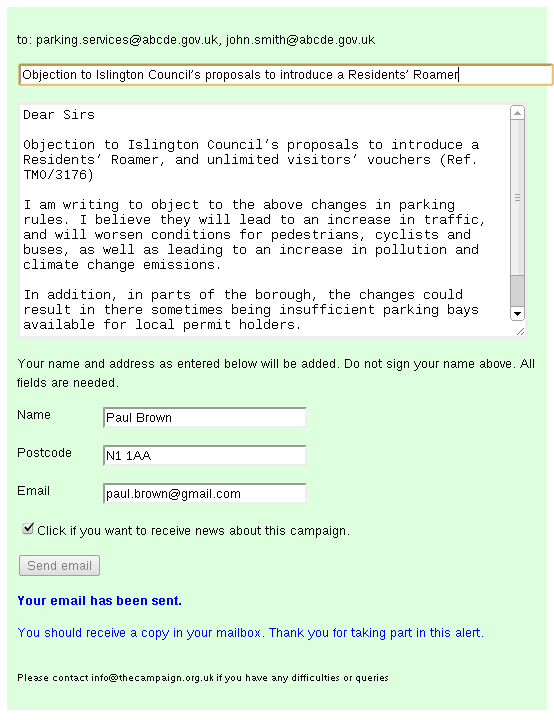 to: parking.services@abcde.gov.uk, john.smith@abcde.gov.uk
Objection to Islington Council's proposals to introduce a Residents' Roamer
Dear Sirs
Objection to Islington Council's proposals to introduce a
Residents' Roamer, and unlimited visitors' vouchers (Ref.
TMO/3176)
I am writing to object to the above changes in parking
rules. I believe they will lead to an increase in traffic,
and will worsen conditions for pedestrians, cyclists and
buses, as well as leading to an increase in pollution and
climate change emissions.
In addition, in parts of the borough, the changes could
result in there sometimes being insufficient parking bays
available for local permit holders.
Your name and address as entered below will be added. Do not sign your name above. All
fields are needed.
Name Paul Brown
Postcode N1 1AA
Email paul.brown@gmail.com
Click if you want to receive news about this campaign.
Send email
Your email has been sent.
You should receive a copy in your mailbox. Thank you for taking part in this alert.
Please contact info@thecampaign.org.uk if you have any difficulties or queries